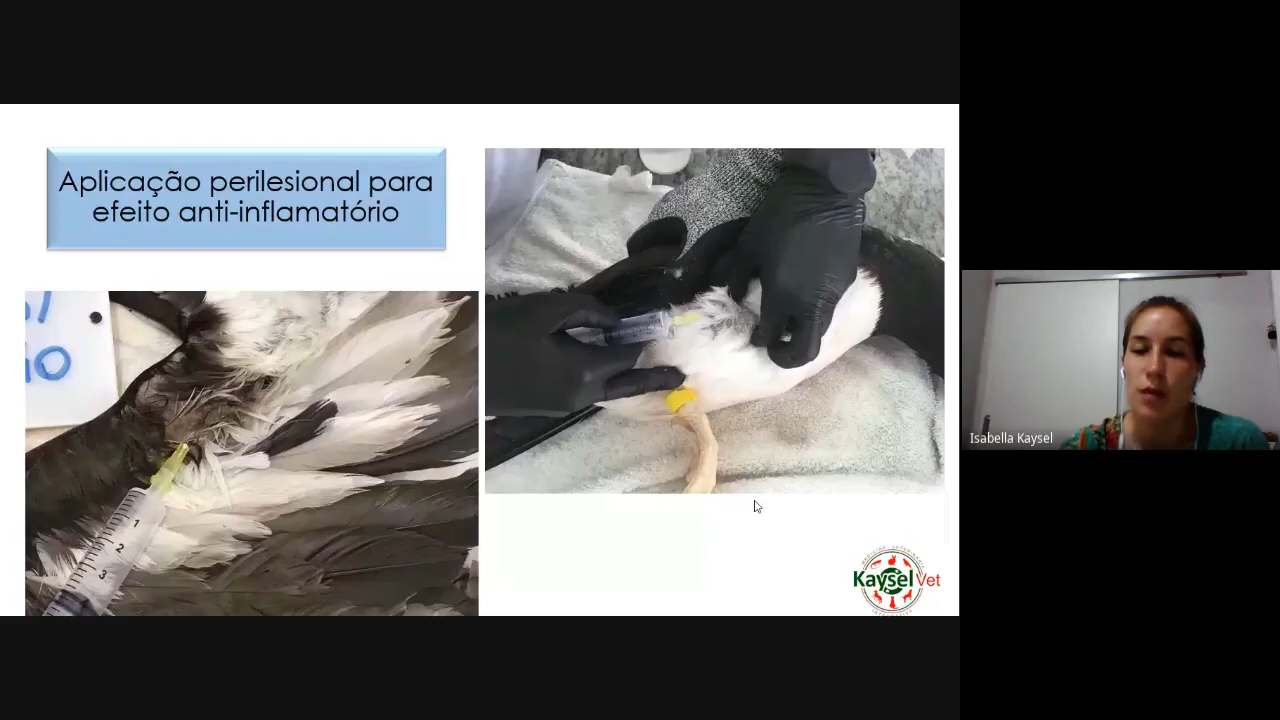 Aplicação perilesional para
efeito anti-inflamatório
1
2
3
Isabella Kaysel
Kaysel Vet